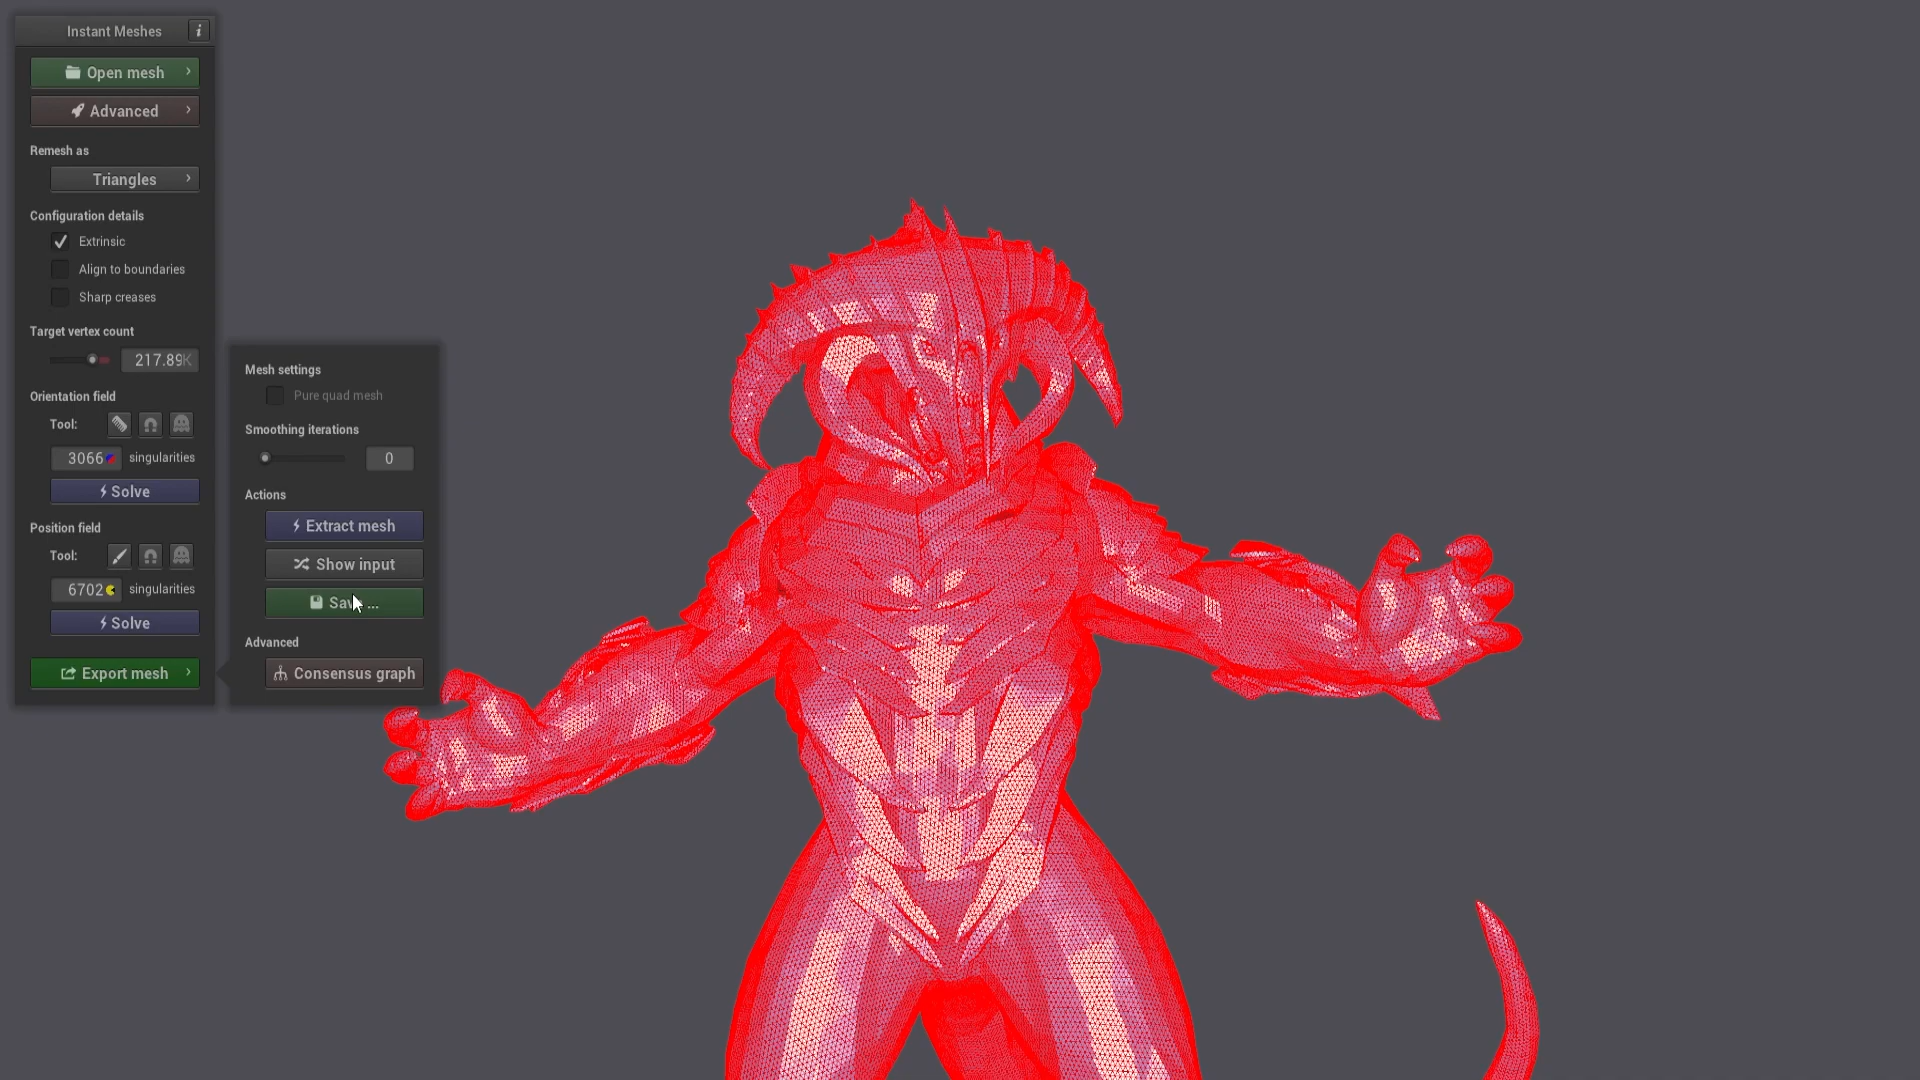 Instant Meshes
i
Open mesh
Advanced
Remesh as
Triangles
Configuration details
Extrinsic
Align to boundaries
Sharp creases
Target vertex count
217.89K
Orientation field
Tool:
3066 singularities
Solve
Position field
Tool:
6702 singularities
Solve
Export mesh
Mesh settings
Pure quad mesh
Smoothing iterations
0
Actions
Extract mesh
Show input
Save ...
Advanced
Consensus graph